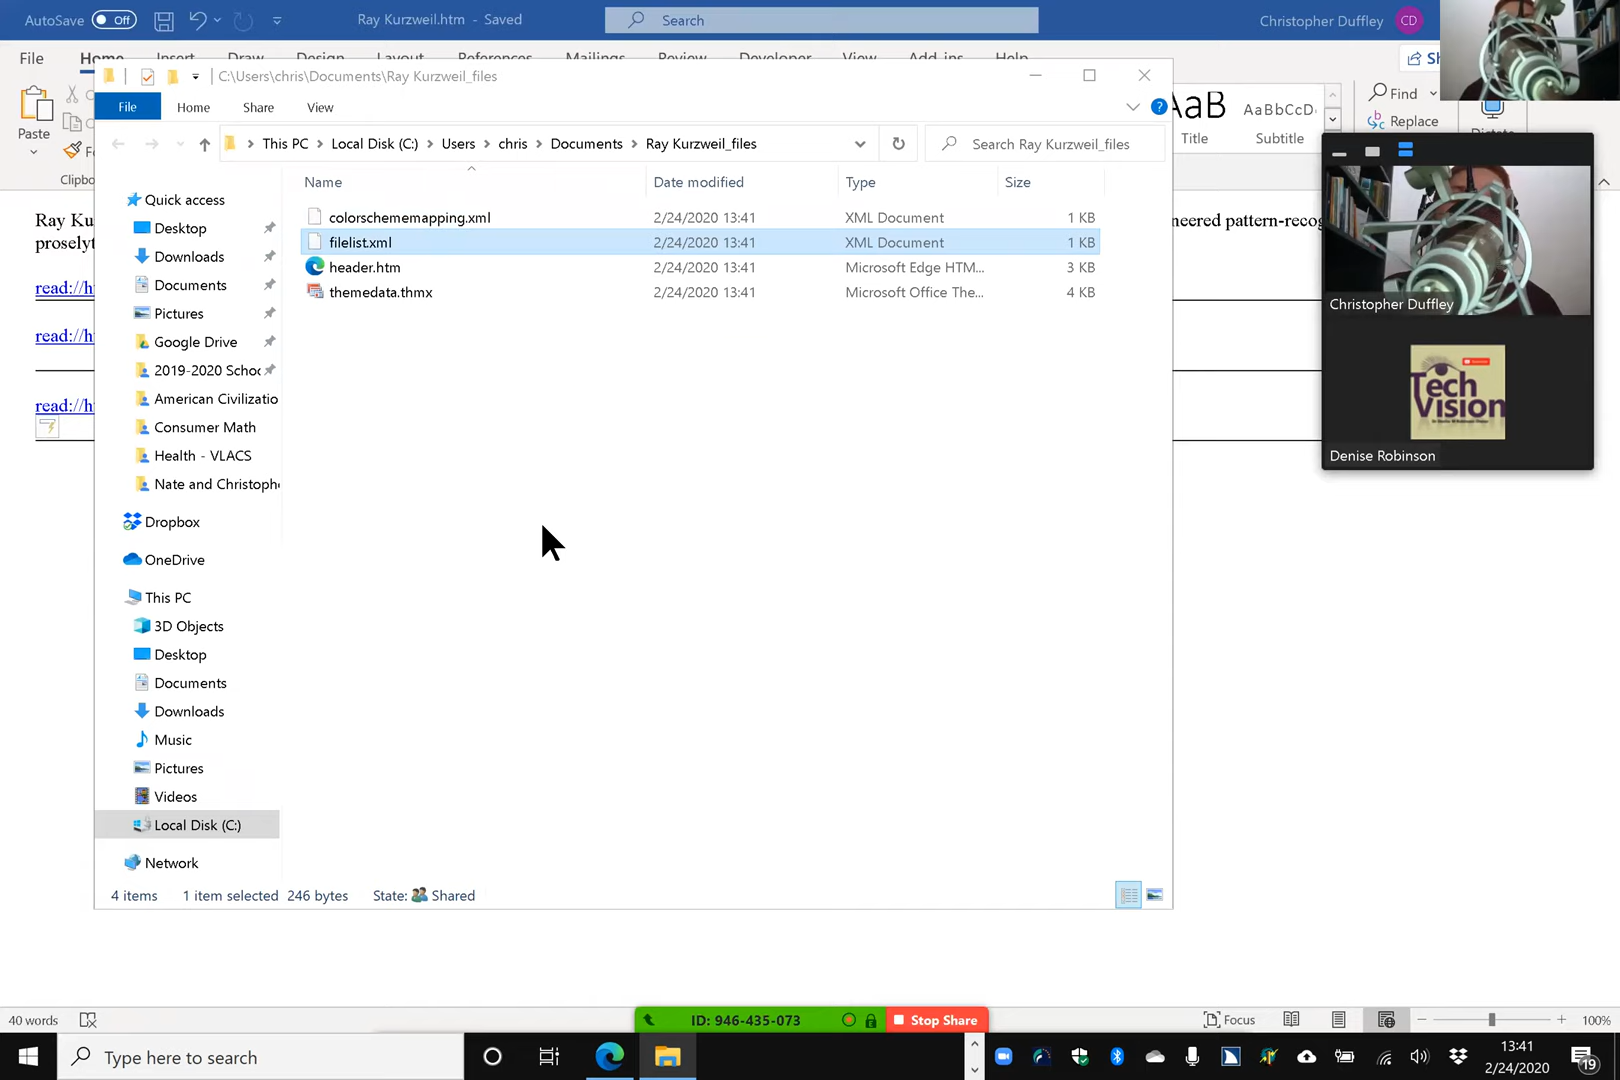 AutoSave Off Ray Kurzweil.htm - Saved Search Christopher Duffley CD
File Home Insert Draw Design Layout References Mailings Review Developer View Add-ins Help
C:\Users\chris\Documents\Ray Kurzweil_files
File Home Share View ?
Paste
This PC Local Disk (C:) Users chris Documents Ray Kurzweil_files
Search Ray Kurzweil_files
AaB AaBbCcD
Title Subtitle
Find
Replace
Name Date modified Type Size
colorschememapping.xml 2/24/2020 13:41 XML Document 1 KB
filelist.xml 2/24/2020 13:41 XML Document 1 KB
header.htm 2/24/2020 13:41 Microsoft Edge HTM... 3 KB
themedata.thmx 2/24/2020 13:41 Microsoft Office The... 4 KB
Quick access
Desktop
Downloads
Documents
Pictures
Google Drive
2019-2020 Schoo
American Civilizatio
Consumer Math
Health - VLACS
Nate and Christophe
Dropbox
OneDrive
This PC
3D Objects
Desktop
Documents
Downloads
Music
Pictures
Videos
Local Disk (C:)
Network
4 items 1 item selected 246 bytes State: Shared
Clipbo
Ray Ku
proselyt
read://h
read://h
read://h
neered pattern-recog
Christopher Duffley
Tech
Vision
Denise Robinson
40 words
ID: 946-435-073 Stop Share
Focus 100%
Type here to search
13:41
2/24/2020
19